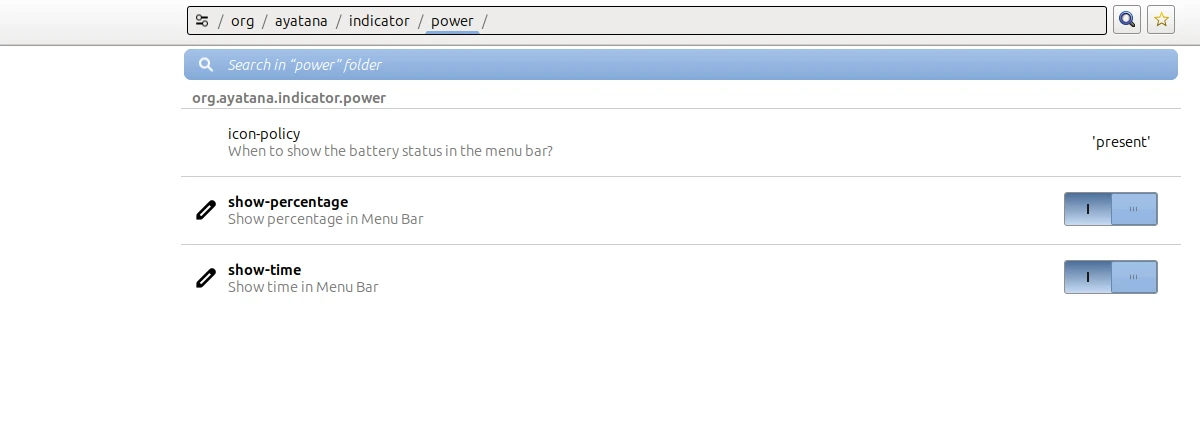 / org / ayatana / indicator / power /
Search in “power” folder
org.ayatana.indicator.power
icon-policy
When to show the battery status in the menu bar?
'present'
show-percentage
Show percentage in Menu Bar
show-time
Show time in Menu Bar